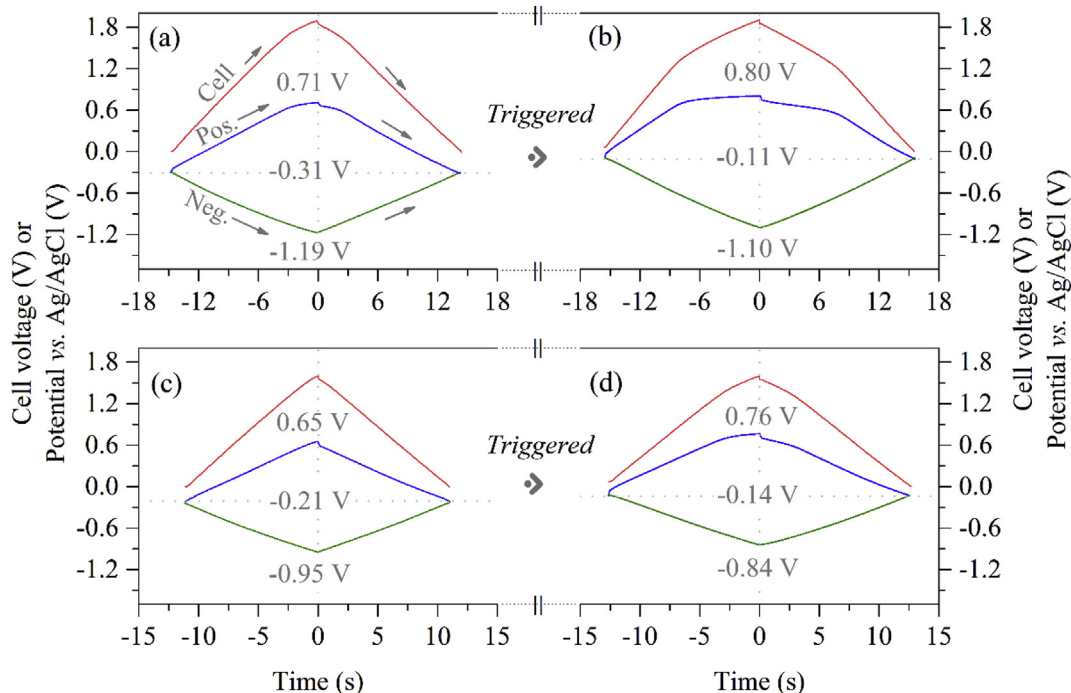 Cell voltage (V) or
Potential vs. Ag/AgCl (V)
1.8
1.2
0.6
0.0
-0.6
-1.2
(a)
Cell
0.71 V
Pos.
-0.31 V
Neg.
-1.19 V
-18
-12
-6
0
6
12
18
Triggered
(b)
0.80 V
-0.11 V
-1.10 V
18
-12
-6
0
6
12
18
1.8
1.2
0.6
0.0
-0.6
-1.2
1.8
1.2
0.6
0.0
-0.6
-1.2
(c)
0.65 V
-0.21 V
-0.95 V
-15
-10
-5
0
5
10
15
Time (s)
Triggered
(d)
0.76 V
-0.14 V
-0.84 V
-15
-10
-5
0
5
10
15
Time (s)
1.8
1.2
0.6
0.0
-0.6
-1.2
Cell voltage (V) or
Potential vs. Ag/AgCl (V)